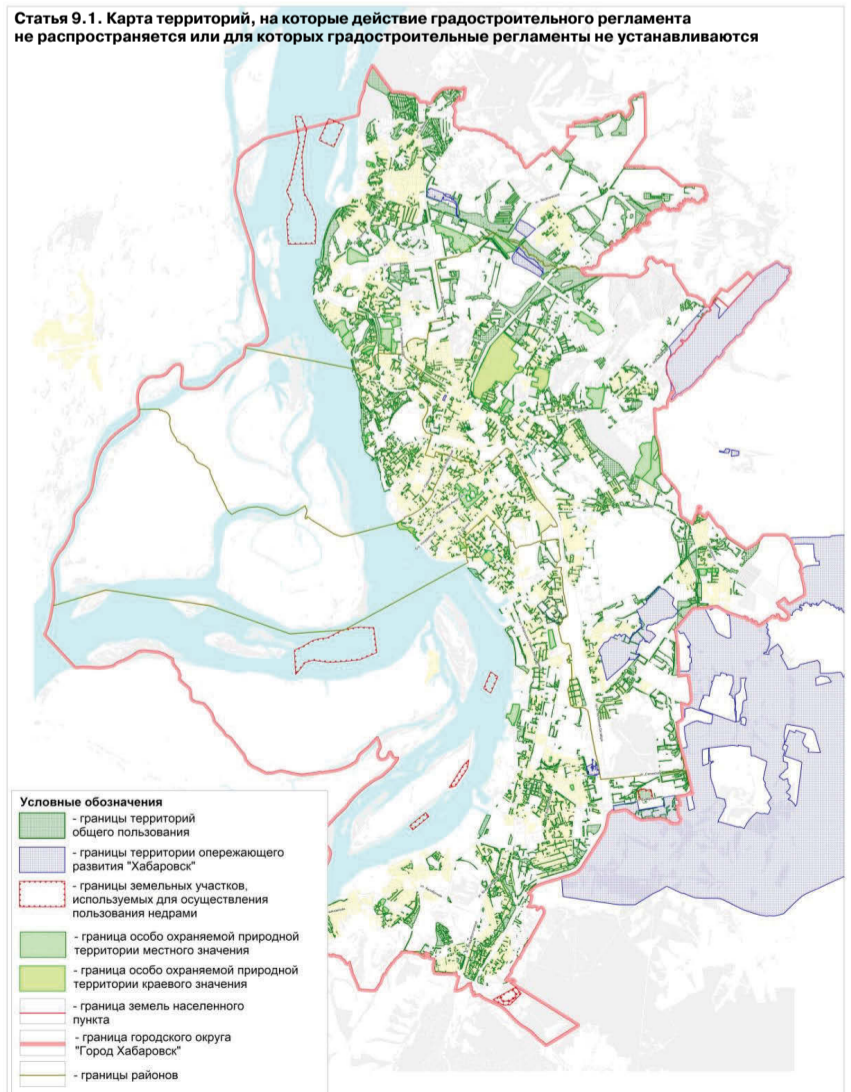 Статья 9.1. Карта территорий, на которые действие градостроительного регламента
не распространяется или для которых градостроительные регламенты не устанавливаются
Условные обозначения
- границы территорий
общего пользования
- границы территории опережающего
развития "Хабаровск"
- границы земельных участков,
используемых для осуществления
пользования недрами
- граница особо охраняемой природной
территории местного значения
- граница особо охраняемой природной
территории краевого значения
- граница земель населенного
пункта
- граница городского округа
"Город Хабаровск"
- границы районов